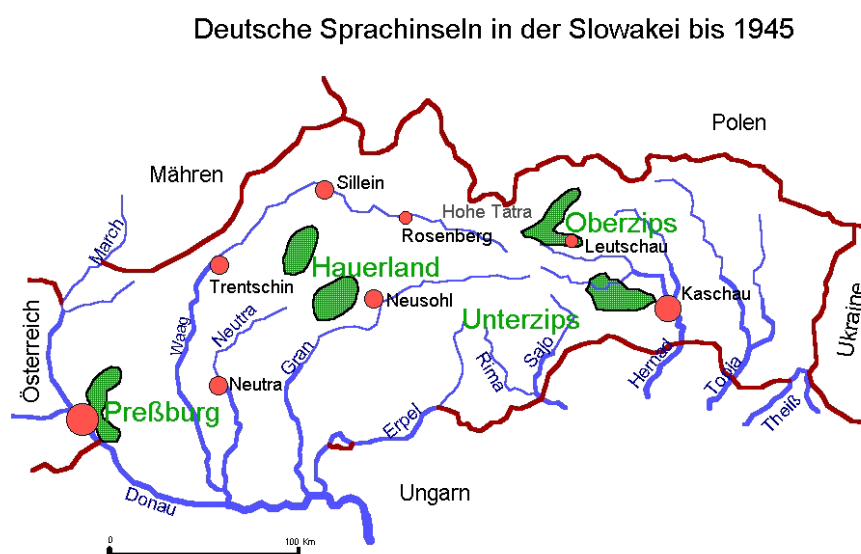 Deutsche Sprachinseln in der Slowakei bis 1945
Polen
Mähren
Sillein
Hohe Tatra
Oberzips
Rosenberg
Leutschau
March
Hauerland
Trentschin
Neusohl
Kaschau
Ukraine
Österreich
Waag
Neutra
Gran
Unterzips
Rima
Sajo
Hernad
Topla
Theiß
Neutra
Preßburg
Erpel
Donau
Ungarn
0
100 Km